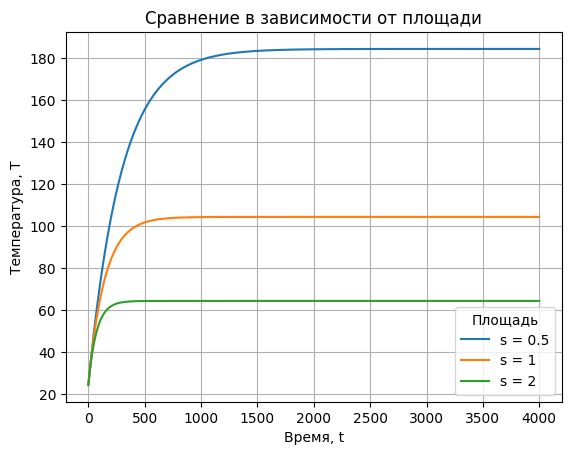 Сравнение в зависимости от площади
Температура, T
180
160
140
120
100
80
60
40
20
0
500
1000
1500
2000
2500
3000
3500
4000
Время, t
Площадь
s = 0.5
s = 1
s = 2